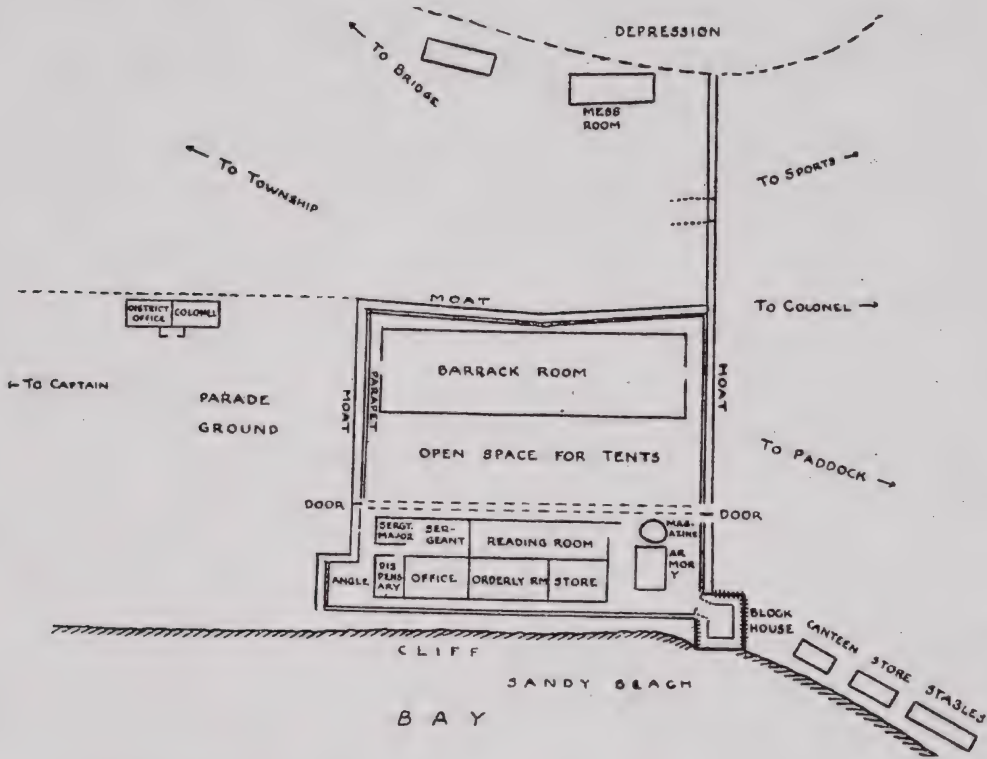 DEPRESSION
TO BRIDGE
MESS
ROOM
TO TOWNSHIP
TO SPORTS
MOAT
DISTRICT
OFFICE
COLONEL
TO COLONEL
TO CAPTAIN
PARADE
GROUND
MOAT
PARAPET
BARRACK ROOM
MOAT
OPEN SPACE FOR TENTS
TO PADDOCK
DOOR
DOOR
SERGT.
MAJOR
SER-
GEANT
READING ROOM
MAG-
AZINE
ANGLE
DIS
PENS
ARY
OFFICE
ORDERLY RM
STORE
AR
MOR
Y
BLOCK
HOUSE
CANTEEN
STORE
STABLES
CLIFF
SANDY BEACH
BAY